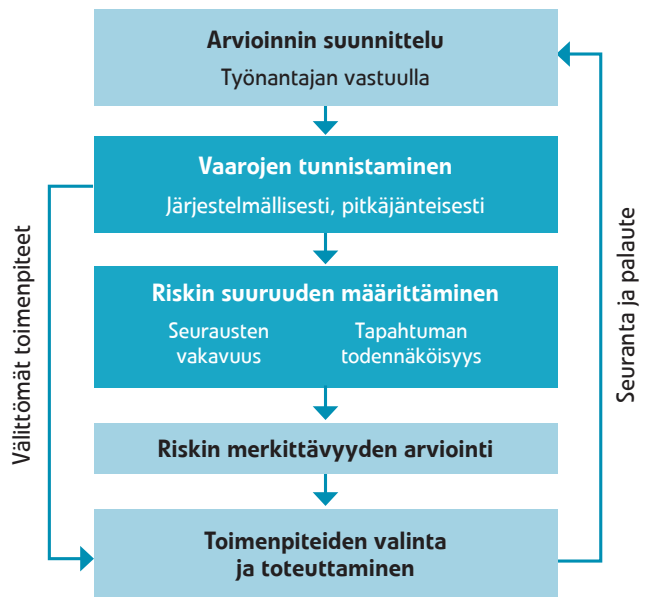 Arvioinnin suunnittelu
Työnantajan vastuulla
Vaarojen tunnistaminen
Järjestelmällisesti, pitkäjänteisesti
Riskin suuruuden määrittäminen
Seurausten
vakavuus
Tapahtuman
todennäköisyys
Riskin merkittävyyden arviointi
Toimenpiteiden valinta
ja toteuttaminen
Välittömät toimenpiteet
Seuranta ja palaute